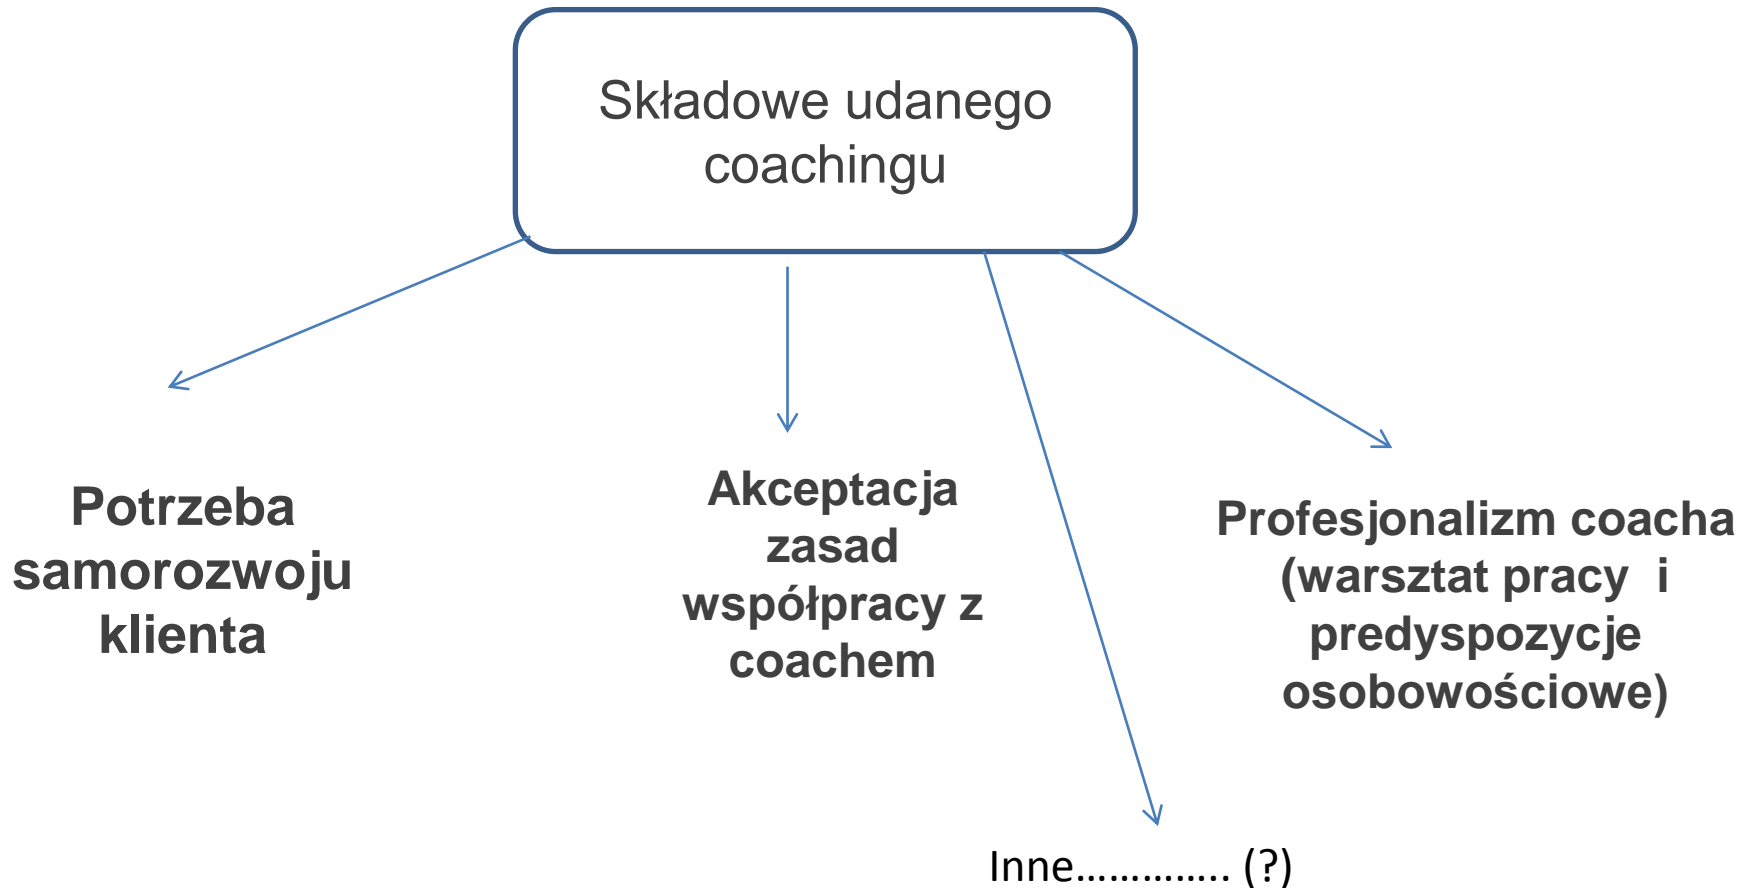 Składowe udanego
coachingu
Potrzeba
samorozwoju
klienta
Akceptacja
zasad
współpracy z
coachem
Profesjonalizm coacha
(warsztat pracy  i
predyspozycje
osobowościowe)
Inne………….. (?)